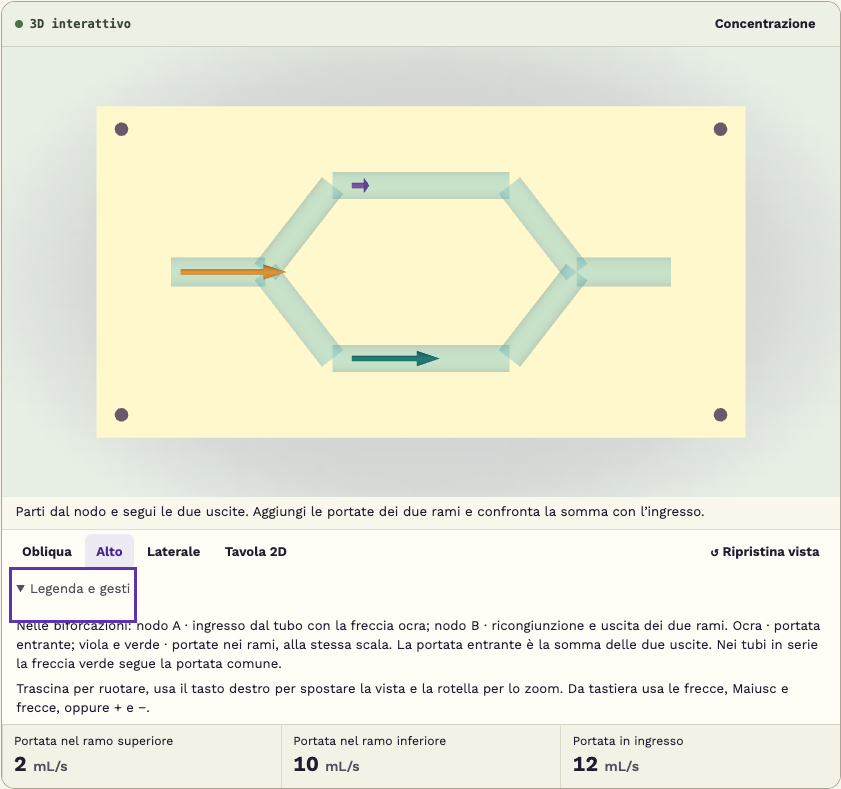 3D interattivo
Concentrazione
Parti dal nodo e segui le due uscite. Aggiungi le portate dei due rami e confronta la somma con l’ingresso.
Obliqua Alto Laterale Tavola 2D ↺ Ripristina vista
▼ Legenda e gesti
Nelle biforcazioni: nodo A · ingresso dal tubo con la freccia ocra; nodo B · ricongiunzione e uscita dei due rami. Ocra · portata
entrante; viola e verde · portate nei rami, alla stessa scala. La portata entrante è la somma delle due uscite. Nei tubi in serie
la freccia verde segue la portata comune.
Trascina per ruotare, usa il tasto destro per spostare la vista e la rotella per lo zoom. Da tastiera usa le frecce, Maiusc e
frecce, oppure + e −.
Portata nel ramo superiore
2 mL/s
Portata nel ramo inferiore
10 mL/s
Portata in ingresso
12 mL/s